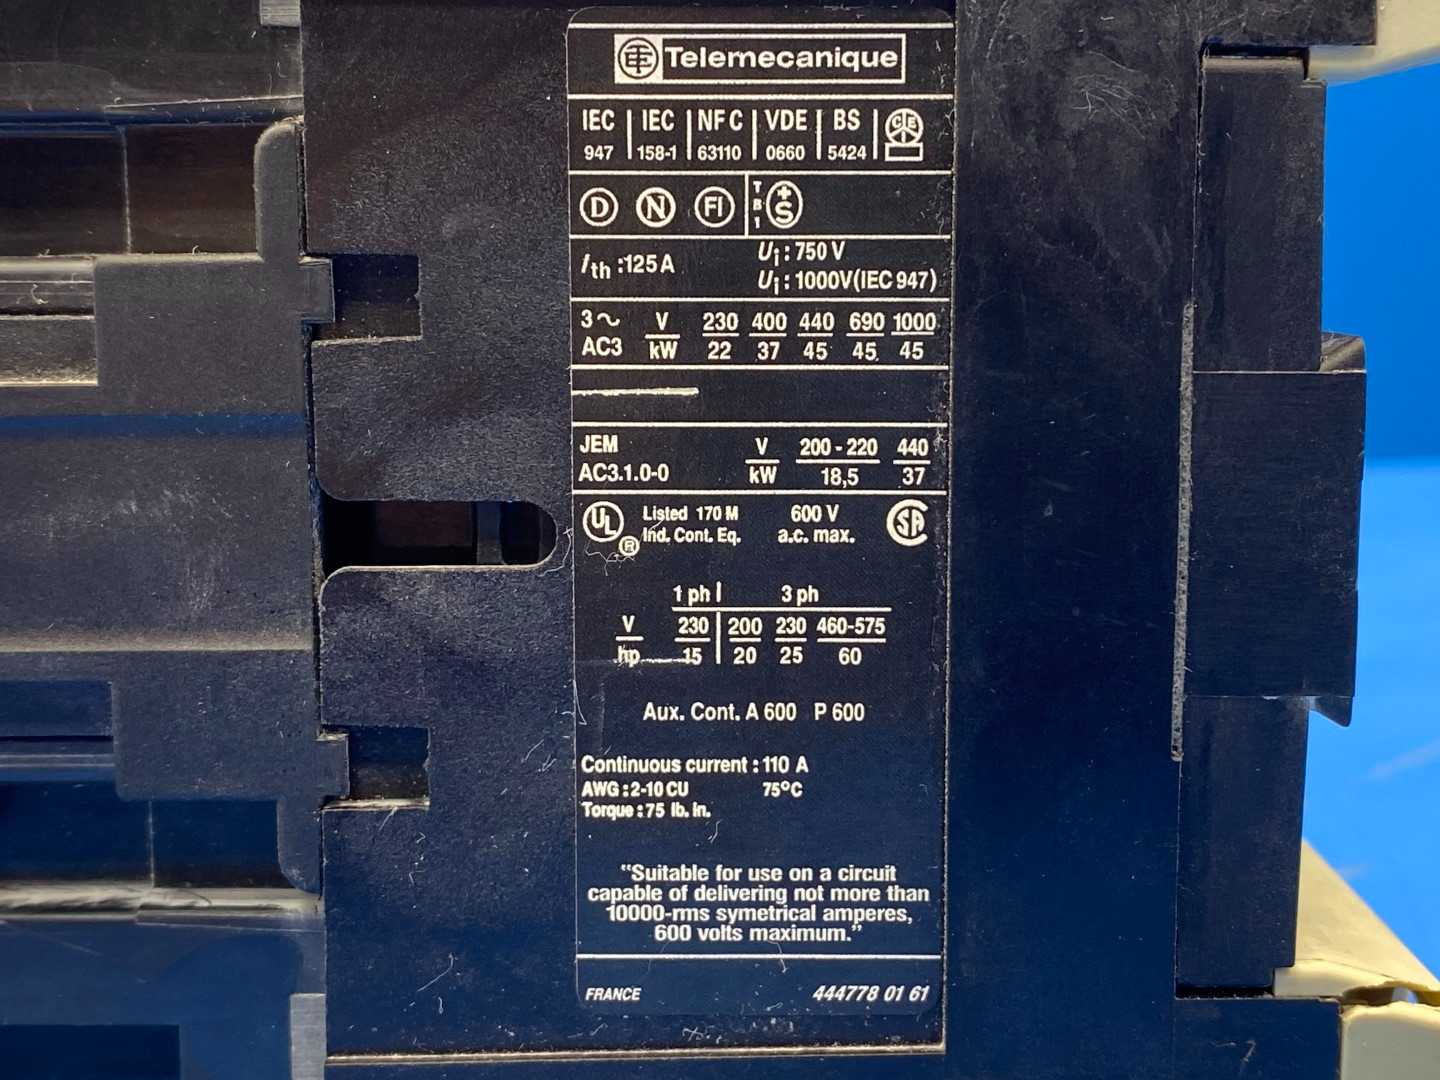 TE Telemecanique
IEC IEC NF C VDE BS CEI
947 158-1 63110 0660 5424
D N FI TBT +S
Ith : 125 A Ui : 750 V
Ui : 1000V (IEC 947)
3 ~ V 230 400 440 690 1000
AC3 kW 22 37 45 45 45
JEM V 200 - 220 440
AC3.1.0-0 kW 18,5 37
UL ® Listed 170 M 600 V SA
Ind. Cont. Eq. a.c. max.
1 ph 3 ph
V 230 200 230 460-575
hp 15 20 25 60
Aux. Cont. A 600 P 600
Continuous current : 110 A
AWG : 2-10 CU 75°C
Torque : 75 lb. in.
"Suitable for use on a circuit
capable of delivering not more than
10000-rms symetrical amperes,
600 volts maximum."
FRANCE 444778 01 61